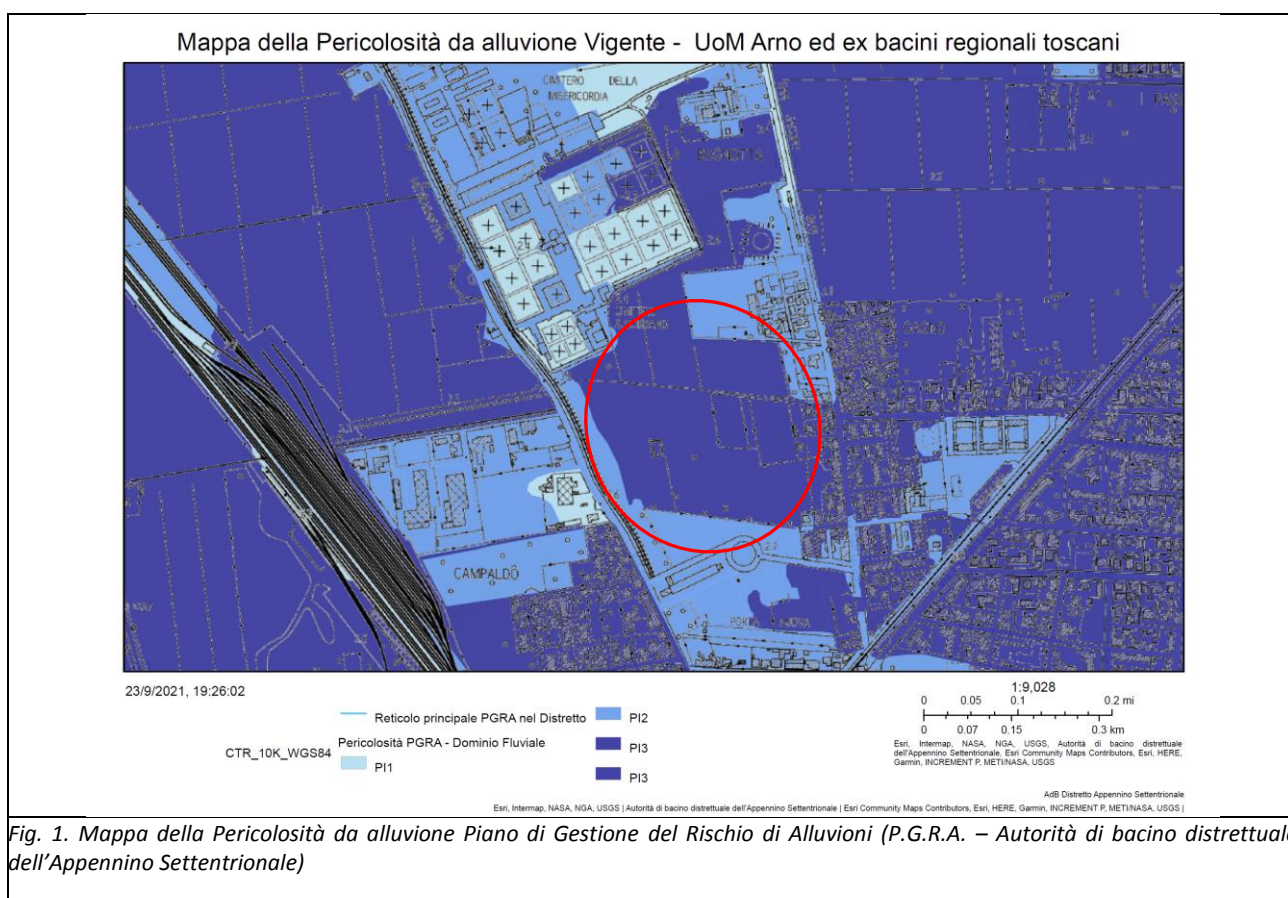 Mappa della Pericolosità da alluvione Vigente - UoM Arno ed ex bacini regionali toscani
CIMITERO DELLA
MISERICORDIA
CAMPALDO
PORTA NUOVA
23/9/2021, 19:26:02
CTR_10K_WGS84
Reticolo principale PGRA nel Distretto
Pericolosità PGRA - Dominio Fluviale
PI1
PI2
PI3
PI3
1:9,028
0 0.05 0.1 0.2 mi
0 0.07 0.15 0.3 km
Esri, Intermap, NASA, NGA, USGS, Autorità di bacino distrettuale
dell'Appennino Settentrionale, Esri Community Maps Contributors, Esri, HERE,
Garmin, INCREMENT P, METI/NASA, USGS
AdB Distretto Appennino Settentrionale
Esri, Intermap, NASA, NGA, USGS | Autorità di bacino distrettuale dell'Appennino Settentrionale | Esri Community Maps Contributors, Esri, HERE, Garmin, INCREMENT P, METI/NASA, USGS |
Fig. 1. Mappa della Pericolosità da alluvione Piano di Gestione del Rischio di Alluvioni (P.G.R.A. – Autorità di bacino distrettuale
dell'Appennino Settentrionale)